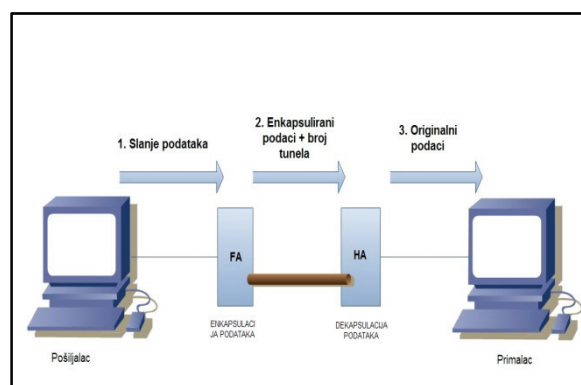 1. Slanje podataka
2. Enkapsulirani
podaci + broj
tunela
3. Originalni
podaci
FA
HA
ENKAPSULACI
JA PODATAKA
DEKAPSULACIJA
PODATAKA
Pošiljalac
Primalac